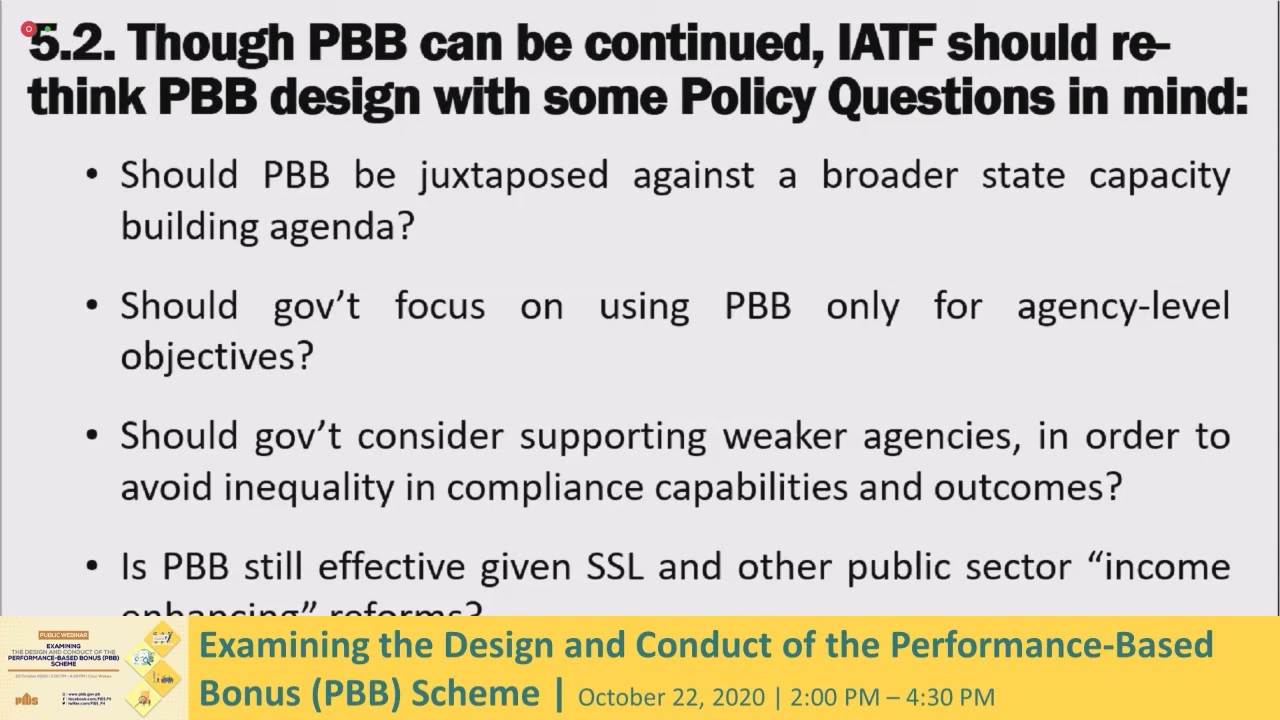 5.2. Though PBB can be continued, IATF should re-
think PBB design with some Policy Questions in mind:
• Should PBB be juxtaposed against a broader state capacity
building agenda?
• Should gov’t focus on using PBB only for agency-level
objectives?
• Should gov’t consider supporting weaker agencies, in order to
avoid inequality in compliance capabilities and outcomes?
• Is PBB still effective given SSL and other public sector “income
enhancing” reforms?
PUBLIC WEBINAR
EXAMINING
THE DESIGN AND CONDUCT OF THE
PERFORMANCE-BASED BONUS (PBB)
SCHEME
Examining the Design and Conduct of the Performance-Based
Bonus (PBB) Scheme | October 22, 2020 | 2:00 PM – 4:30 PM